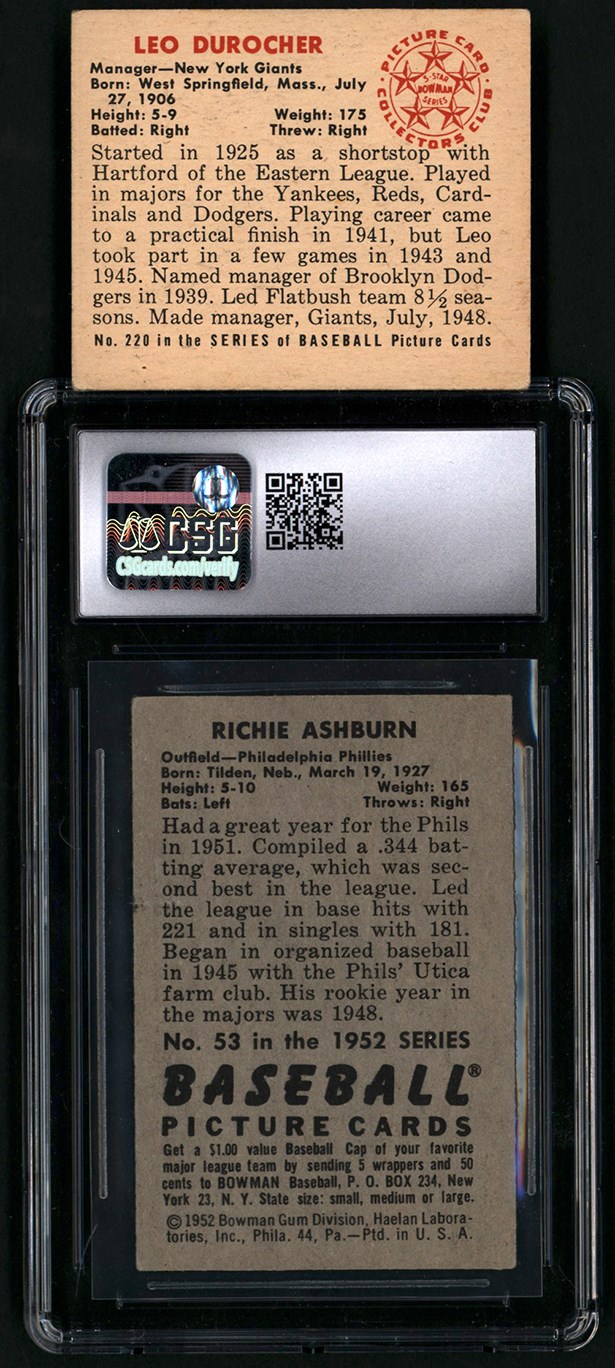 LEO DUROCHER
Manager—New York Giants
Born: West Springfield, Mass., July
27, 1906
Height: 5-9 Weight: 175
Batted: Right Threw: Right
PICTURE CARD
COLLECTORS CLUB
5-STAR
BOWMAN
SERIES
Started in 1925 as a shortstop with
Hartford of the Eastern League. Played
in majors for the Yankees, Reds, Card-
inals and Dodgers. Playing career came
to a practical finish in 1941, but Leo
took part in a few games in 1943 and
1945. Named manager of Brooklyn Dod-
gers in 1939. Led Flatbush team 8½ sea-
sons. Made manager, Giants, July, 1948.
No. 220 in the SERIES of BASEBALL Picture Cards
CSG
CSGcards.com/verify
RICHIE ASHBURN
Outfield—Philadelphia Phillies
Born: Tilden, Neb., March 19, 1927
Height: 5-10 Weight: 165
Bats: Left Throws: Right
Had a great year for the Phils
in 1951. Compiled a .344 bat-
ting average, which was sec-
ond best in the league. Led
the league in base hits with
221 and in singles with 181.
Began in organized baseball
in 1945 with the Phils' Utica
farm club. His rookie year in
the majors was 1948.
No. 53 in the 1952 SERIES
BASEBALL®
PICTURE CARDS
Get a $1.00 value Baseball Cap of your favorite
major league team by sending 5 wrappers and 50
cents to BOWMAN Baseball, P. O. BOX 234, New
York 23, N. Y. State size: small, medium or large.
©1952 Bowman Gum Division, Haelan Labora-
tories, Inc., Phila. 44, Pa.—Ptd. in U. S. A.